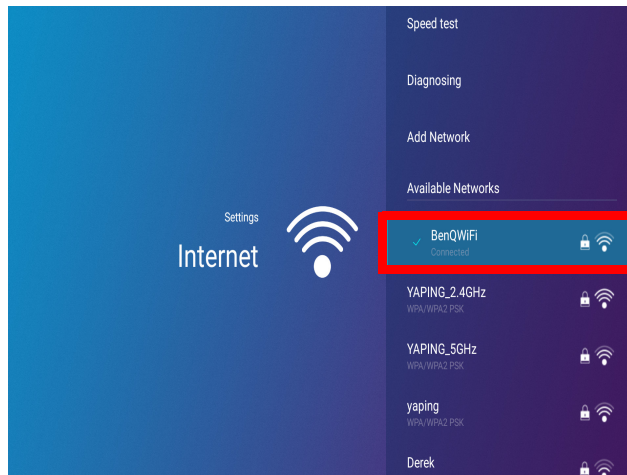 Speed test
Diagnosing
Add Network
Available Networks
Settings
Internet
BenQWiFi
Connected
YAPING_2.4GHz
WPA/WPA2 PSK
YAPING_5GHz
WPA/WPA2 PSK
yaping
WPA/WPA2 PSK
Derek